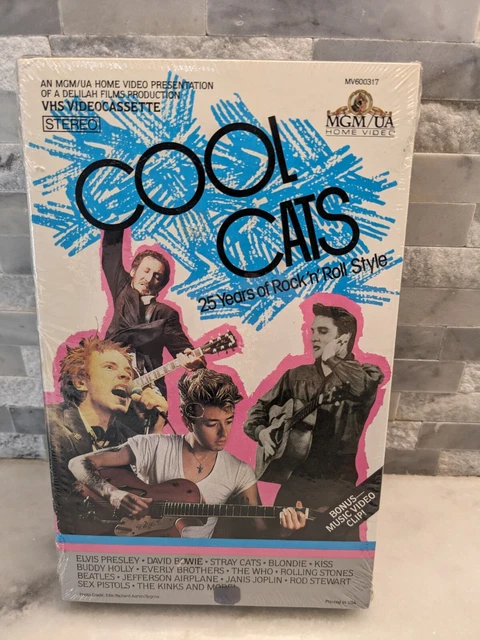 AN MGM/UA HOME VIDEO PRESENTATION
OF A DELILAH FILMS PRODUCTION
VHS VIDEOCASSETTE
STEREO
MV600317
MGM/UA
HOME VIDEO
COOL
CATS
25 Years of Rock 'n' Roll Style
BONUS—
MUSIC VIDEO
CLIP!
ELVIS PRESLEY • DAVID BOWIE • STRAY CATS • BLONDIE • KISS
BUDDY HOLLY • EVERLY BROTHERS • THE WHO • ROLLING STONES
BEATLES • JEFFERSON AIRPLANE • JANIS JOPLIN • ROD STEWART
SEX PISTOLS • THE KINKS AND MORE!
Printed in USA